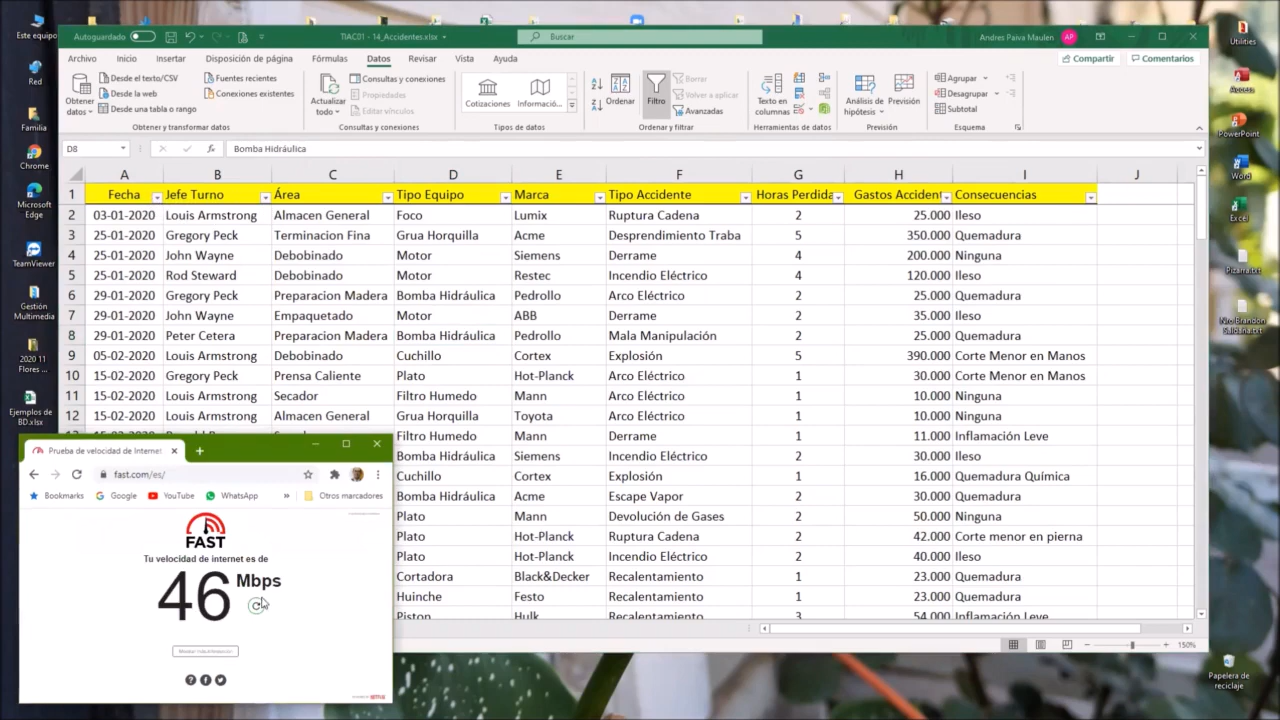 Este equipo
Red
Familia
Chrome
Microsoft
Edge
TeamViewer
Gestión
Multimedia
2020 11
Flores ...
Ejemplos de
BD.xlsx
Autoguardado
TIAC01 - 14_Accidentes.xlsx
Buscar
Andres Paiva Maulen AP
Archivo Inicio Insertar Disposición de página Fórmulas Datos Revisar Vista Ayuda Compartir Comentarios
Obtener
datos
Desde el texto/CSV
Desde la web
Desde una tabla o rango
Fuentes recientes
Conexiones existentes
Obtener y transformar datos
Actualizar
todo
Consultas y conexiones
Propiedades
Editar vínculos
Consultas y conexiones
Cotizaciones Informació...
Tipos de datos
Ordenar
Filtro
Borrar
Volver a aplicar
Avanzadas
Ordenar y filtrar
Texto en
columnas
Herramientas de datos
Análisis de
hipótesis
Previsión
Previsión
Agrupar
Desagrupar
Subtotal
Esquema
D8 fx Bomba Hidráulica
A B C D E F G H I J
1 Fecha Jefe Turno Área Tipo Equipo Marca Tipo Accidente Horas Perdida Gastos Accident Consecuencias
2 03-01-2020 Louis Armstrong Almacen General Foco Lumix Ruptura Cadena 2 25.000 Ileso
3 25-01-2020 Gregory Peck Terminacion Fina Grua Horquilla Acme Desprendimiento Traba 5 350.000 Quemadura
4 25-01-2020 John Wayne Debobinado Motor Siemens Derrame 4 200.000 Ninguna
5 25-01-2020 Rod Steward Debobinado Motor Restec Incendio Eléctrico 4 120.000 Ileso
6 29-01-2020 Gregory Peck Preparacion Madera Bomba Hidráulica Pedrollo Arco Eléctrico 2 25.000 Quemadura
7 29-01-2020 John Wayne Empaquetado Motor ABB Derrame 2 35.000 Ileso
8 29-01-2020 Peter Cetera Preparacion Madera Bomba Hidráulica Pedrollo Mala Manipulación 2 25.000 Quemadura
9 05-02-2020 Louis Armstrong Debobinado Cuchillo Cortex Explosión 5 390.000 Corte Menor en Manos
10 15-02-2020 Gregory Peck Prensa Caliente Plato Hot-Planck Arco Eléctrico 1 30.000 Corte Menor en Manos
11 15-02-2020 Louis Armstrong Secador Filtro Humedo Mann Arco Eléctrico 1 10.000 Ninguna
12 15-02-2020 Louis Armstrong Almacen General Grua Horquilla Toyota Arco Eléctrico 1 10.000 Ninguna
Filtro Humedo Mann Derrame 1 11.000 Inflamación Leve
Bomba Hidráulica Siemens Incendio Eléctrico 2 30.000 Ileso
Cuchillo Cortex Explosión 1 16.000 Quemadura Química
Bomba Hidráulica Acme Escape Vapor 2 30.000 Quemadura
Plato Mann Devolución de Gases 2 50.000 Ninguna
Plato Hot-Planck Ruptura Cadena 2 42.000 Corte menor en pierna
Plato Hot-Planck Incendio Eléctrico 2 40.000 Ileso
Cortadora Black&Decker Recalentamiento 1 23.000 Quemadura
Huinche Festo Recalentamiento 1 23.000 Quemadura
Piston Hulk Recalentamiento 3 54.000 Inflamación Leve
150%
Prueba de velocidad de Internet
fast.com/es/
Bookmarks Google YouTube WhatsApp » Otros marcadores
FAST
Tu velocidad de internet es de
46 Mbps
Utilities
Access
PowerPoint
Word
Excel
Pizarra.txt
Nro Brandon
Saldana.txt
Papelera de
reciclaje